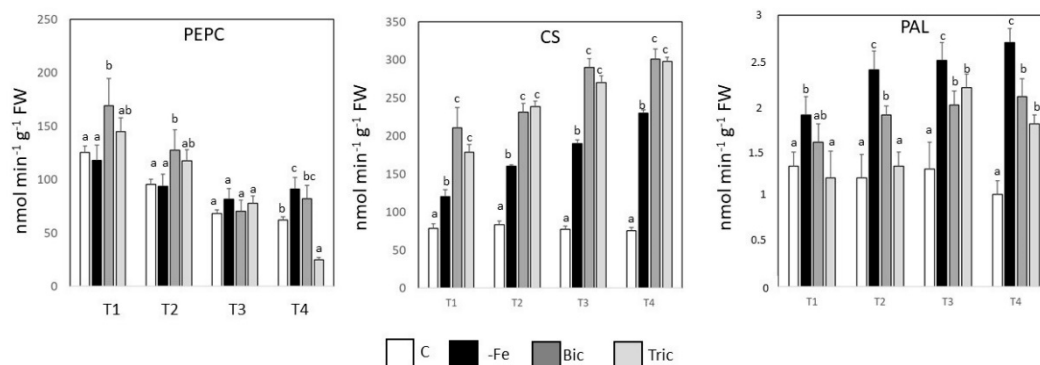 PEPC
nmol min⁻¹ g⁻¹ FW
250
200
150
100
50
0
a a b ab
a a b ab
a a a a
b c bc a
T1 T2 T3 T4
CS
nmol min⁻¹ g⁻¹ FW
350
300
250
200
150
100
50
0
a b c c
a b c c
a b c c
a b c c
T1 T2 T3 T4
PAL
nmol min⁻¹ g⁻¹ FW
3
2.5
2
1.5
1
0.5
0
a b ab a
a c b a
a c b b
a c b b
T1 T2 T3 T4
C -Fe Bic Tric